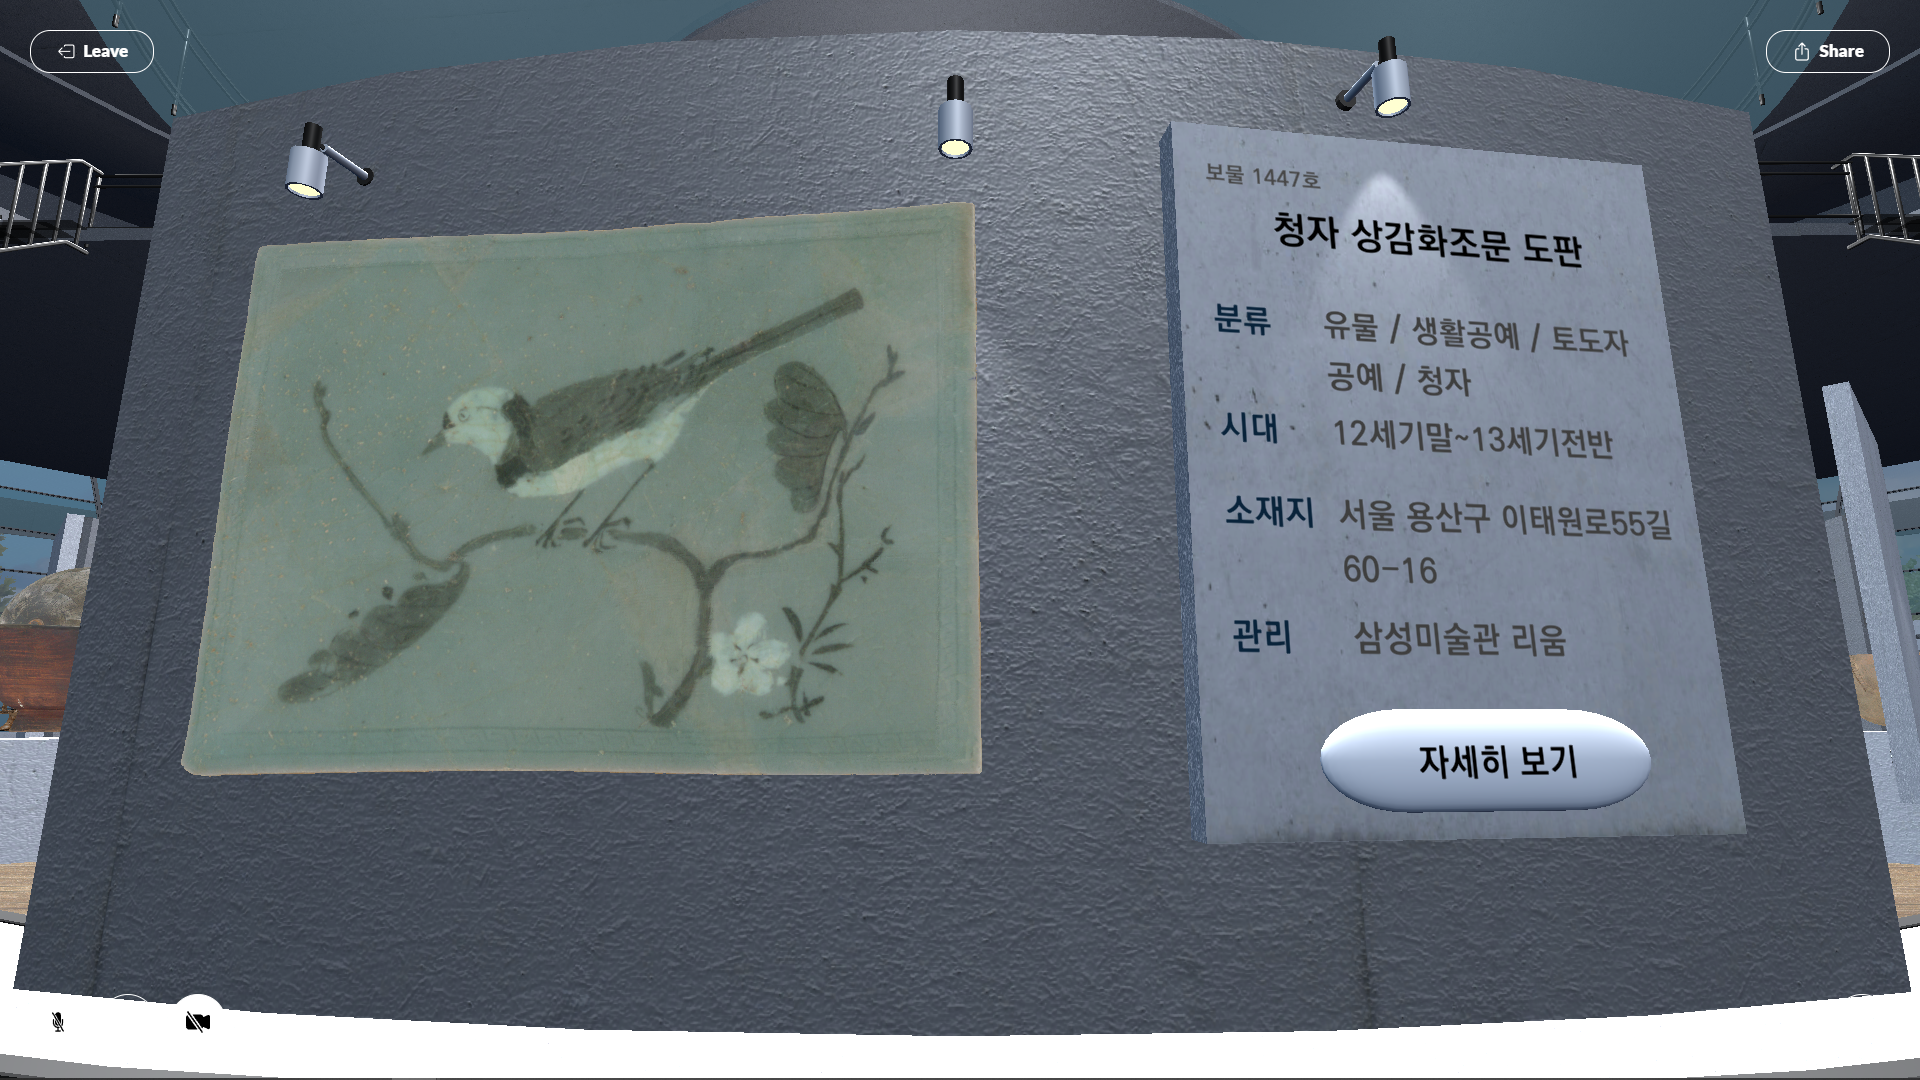 Leave
Share
보물 1447호
청자 상감화조문 도판
분류 유물 / 생활공예 / 토도자
공예 / 청자
시대 12세기말~13세기전반
소재지 서울 용산구 이태원로55길
60-16
관리 삼성미술관 리움
자세히 보기